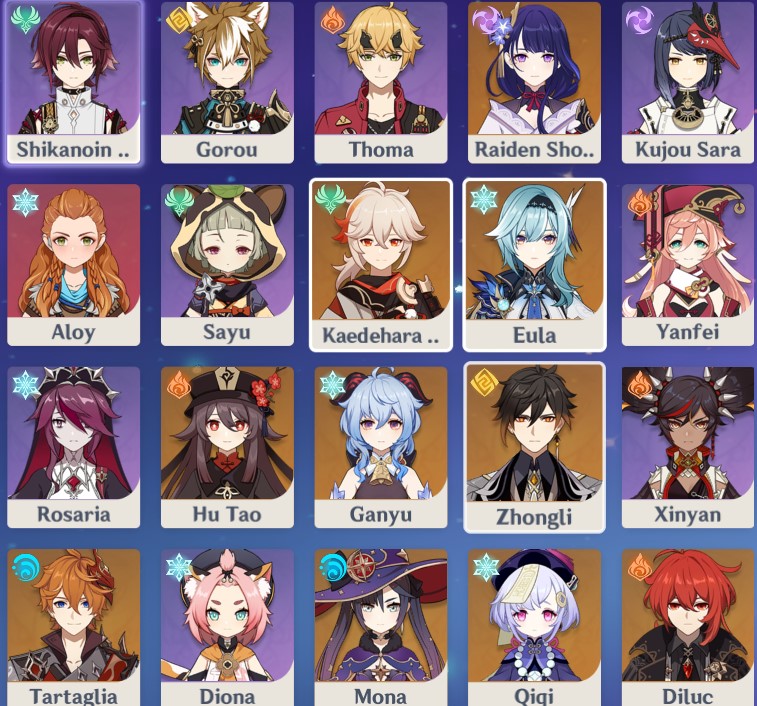 Shikanoin ..
Gorou
Thoma
Raiden Sho..
Kujou Sara
Aloy
Sayu
Kaedehara ..
Eula
Yanfei
Rosaria
Hu Tao
Ganyu
Zhongli
Xinyan
Tartaglia
Diona
Mona
Qiqi
Diluc